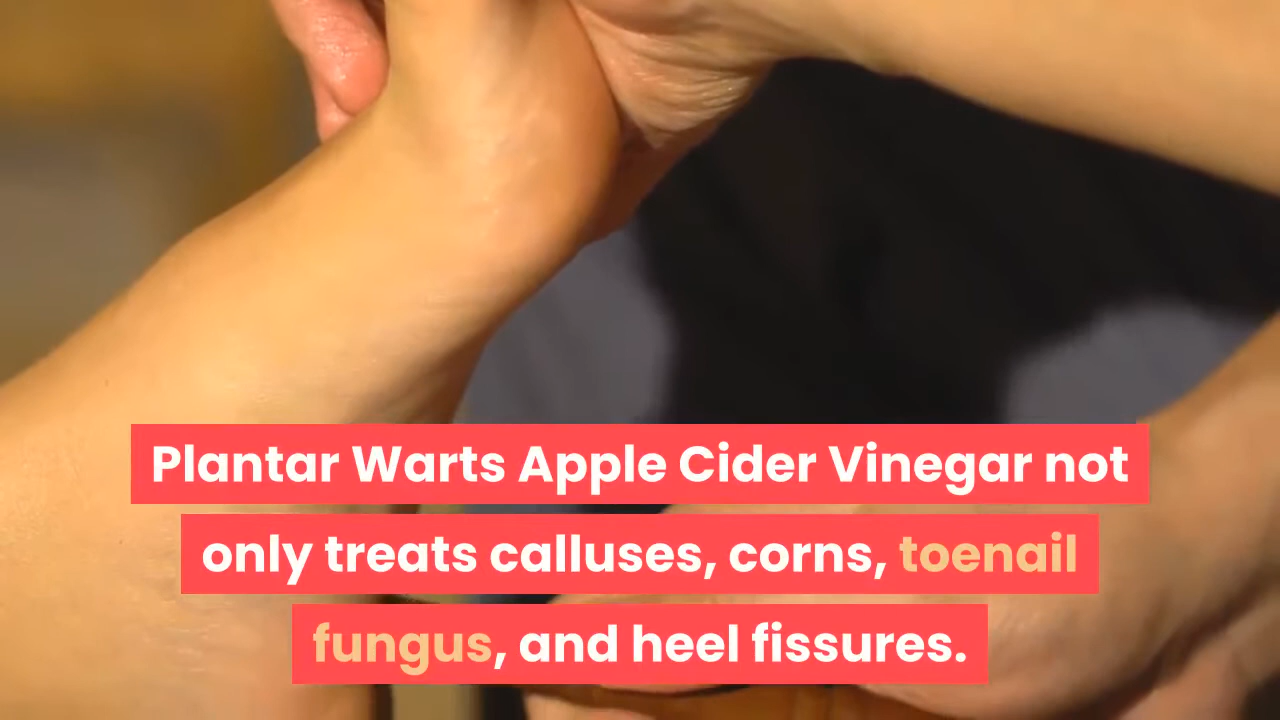 Plantar Warts Apple Cider Vinegar not
only treats calluses, corns, toenail
fungus, and heel fissures.